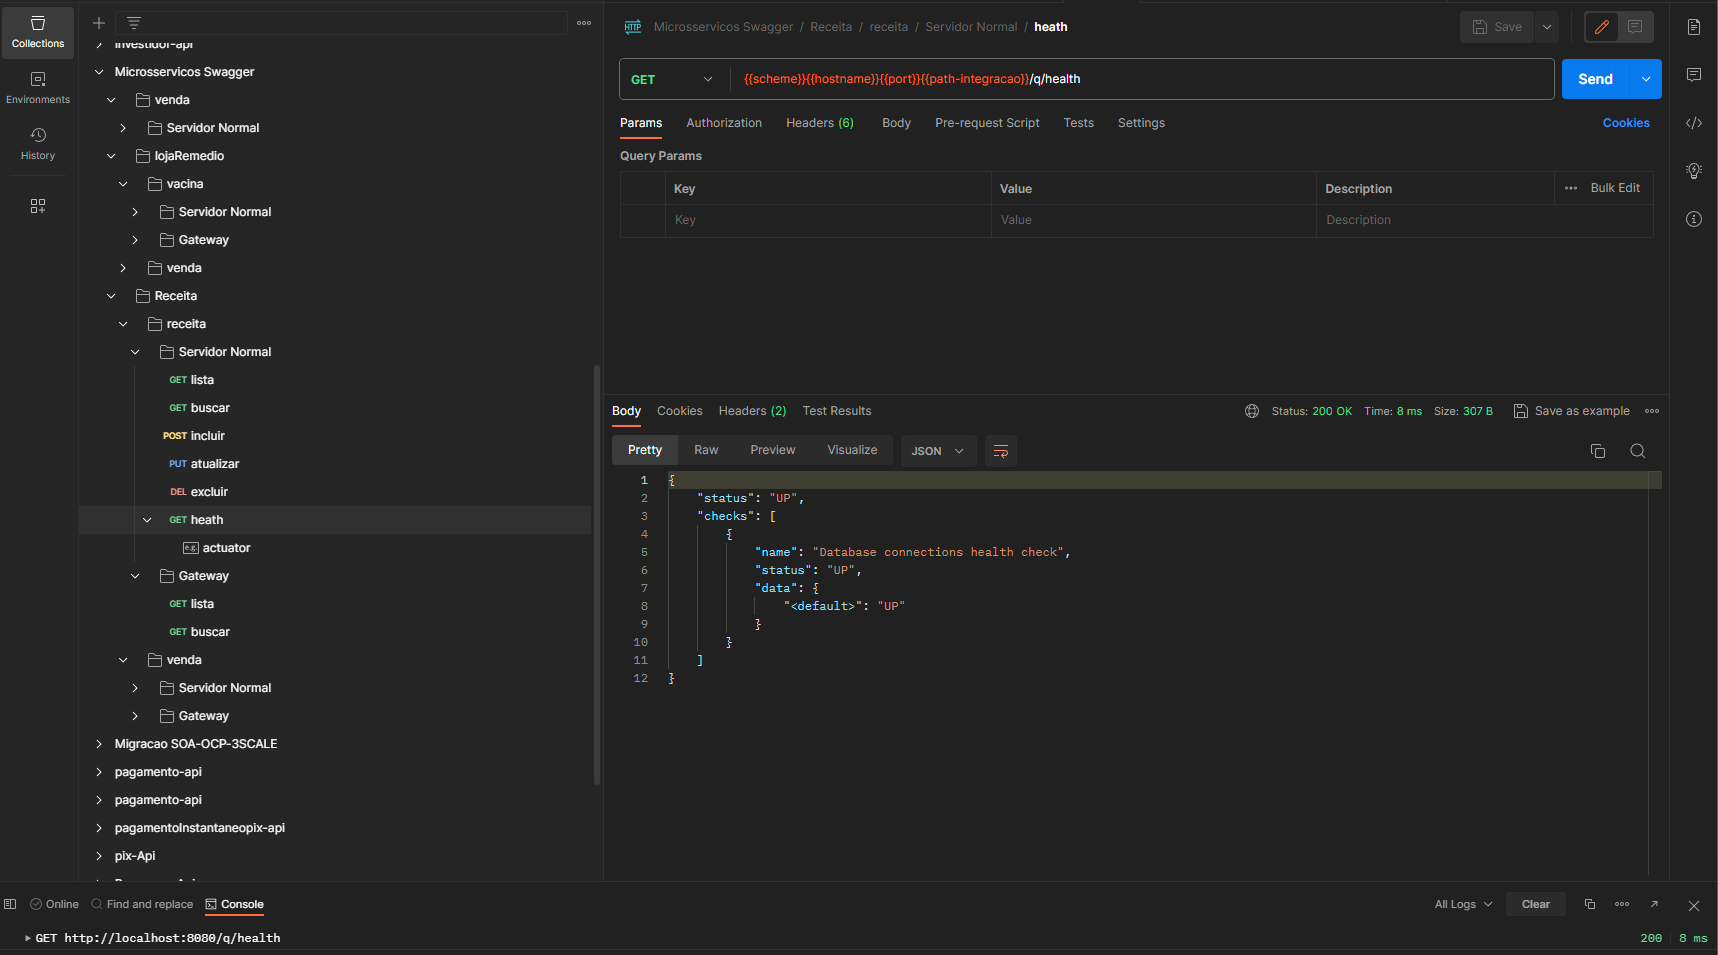 Collections
Environments
History
investidor-api
Microsservicos Swagger
venda
Servidor Normal
lojaRemedio
vacina
Servidor Normal
Gateway
venda
Receita
receita
Servidor Normal
GET lista
GET buscar
POST incluir
PUT atualizar
DEL excluir
GET heath
e.g. actuator
Gateway
GET lista
GET buscar
venda
Servidor Normal
Gateway
Migracao SOA-OCP-3SCALE
pagamento-api
pagamento-api
pagamentoInstantaneopix-api
pix-Api
HTTP Microsservicos Swagger / Receita / receita / Servidor Normal / heath
Save
GET {{scheme}}{{hostname}}{{port}}{{path-integracao}}/q/health
Send
Params Authorization Headers (6) Body Pre-request Script Tests Settings Cookies
Query Params
Key Value Description Bulk Edit
Key Value Description
Body Cookies Headers (2) Test Results Status: 200 OK Time: 8 ms Size: 307 B Save as example
Pretty Raw Preview Visualize JSON
1 {
2 "status": "UP",
3 "checks": [
4 {
5 "name": "Database connections health check",
6 "status": "UP",
7 "data": {
8 "<default>": "UP"
9 }
10 }
11 ]
12 }
Online Find and replace Console All Logs Clear
GET http://localhost:8080/q/health 200 8 ms